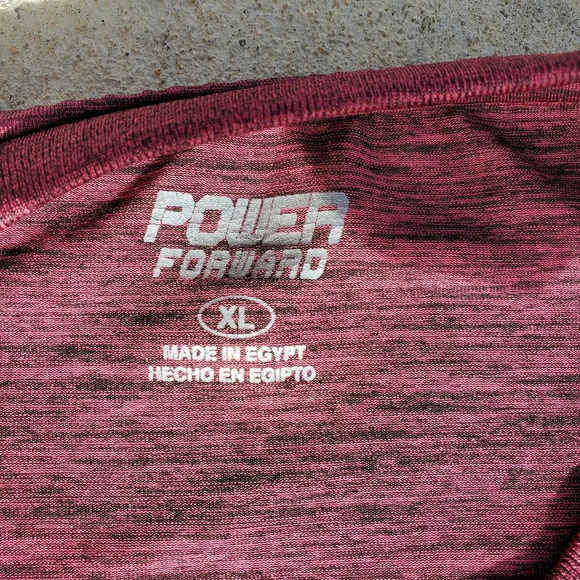 POWER
FORWARD
XL
MADE IN EGYPT
HECHO EN EGIPTO